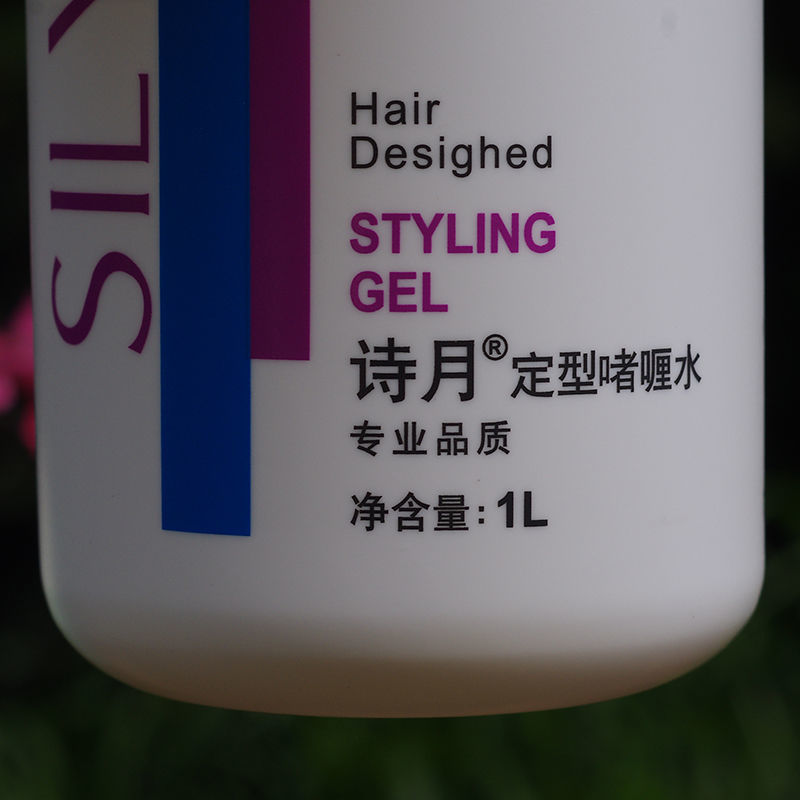 SILY
Hair
Desighed
STYLING
GEL
诗月® 定型啫喱水
专业品质
净含量:1L